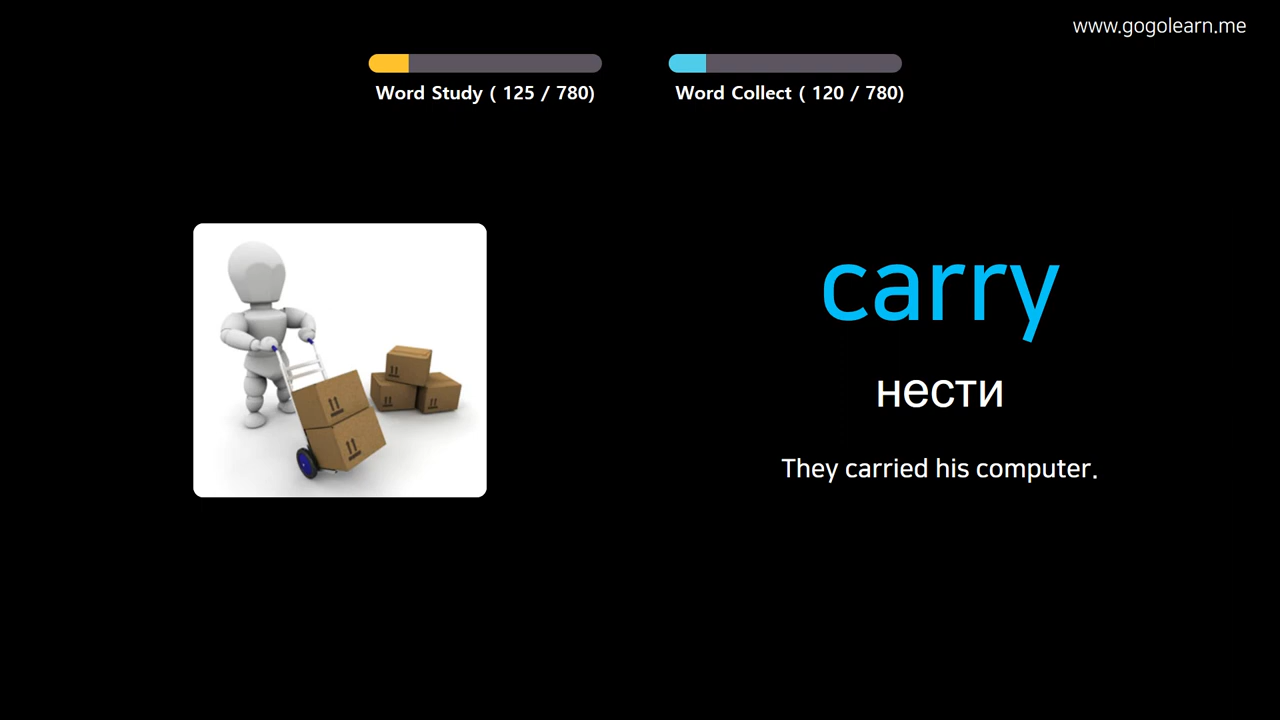 www.gogolearn.me
Word Study ( 125 / 780)
Word Collect ( 120 / 780)
carry
нести
They carried his computer.